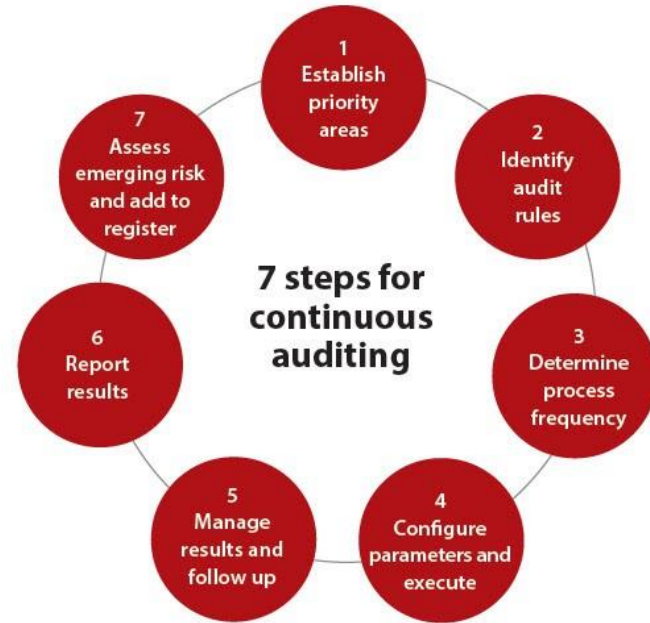 1
Establish
priority
areas
2
Identify
audit
rules
3
Determine
process
frequency
4
Configure
parameters and
execute
5
Manage
results and
follow up
6
Report
results
7
Assess
emerging risk
and add to
register
7 steps for
continuous
auditing